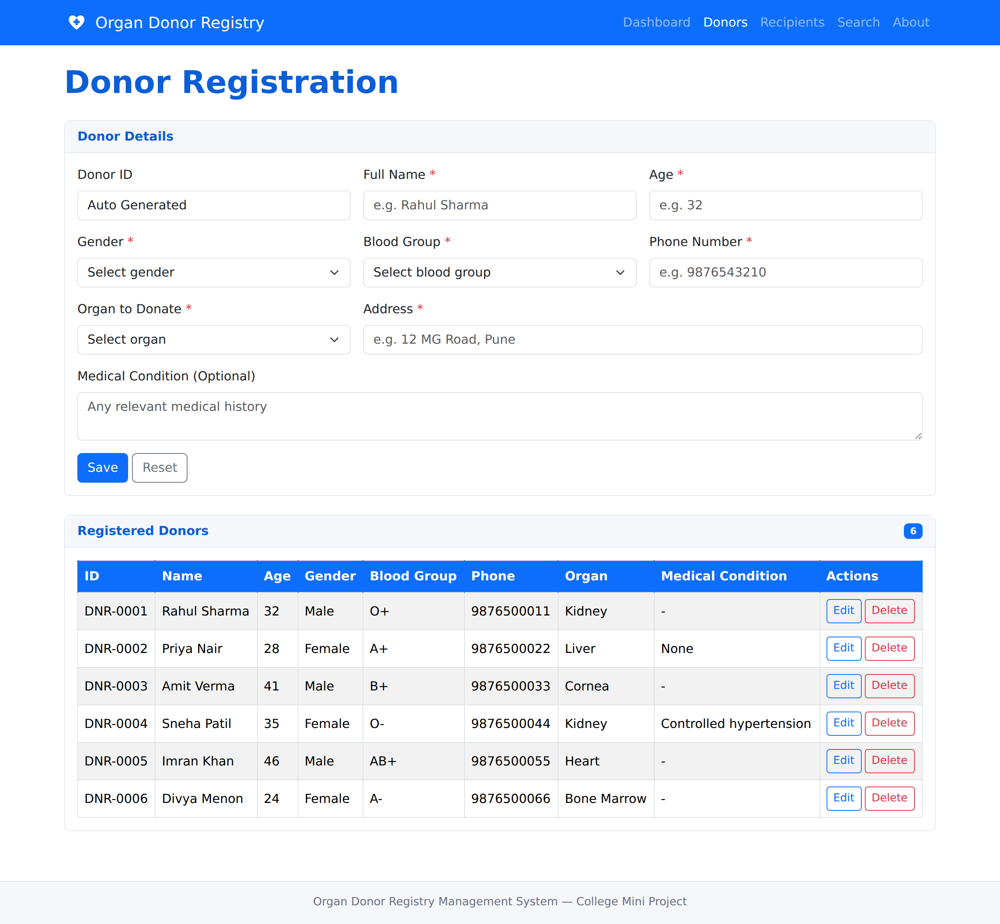 Organ Donor Registry
Dashboard Donors Recipients Search About
Donor Registration
Donor Details
Donor ID Full Name * Age *
Auto Generated e.g. Rahul Sharma e.g. 32
Gender * Blood Group * Phone Number *
Select gender Select blood group e.g. 9876543210
Organ to Donate * Address *
Select organ e.g. 12 MG Road, Pune
Medical Condition (Optional)
Any relevant medical history
Save Reset
Registered Donors 6
ID Name Age Gender Blood Group Phone Organ Medical Condition Actions
DNR-0001 Rahul Sharma 32 Male O+ 9876500011 Kidney - Edit Delete
DNR-0002 Priya Nair 28 Female A+ 9876500022 Liver None Edit Delete
DNR-0003 Amit Verma 41 Male B+ 9876500033 Cornea - Edit Delete
DNR-0004 Sneha Patil 35 Female O- 9876500044 Kidney Controlled hypertension Edit Delete
DNR-0005 Imran Khan 46 Male AB+ 9876500055 Heart - Edit Delete
DNR-0006 Divya Menon 24 Female A- 9876500066 Bone Marrow - Edit Delete
Organ Donor Registry Management System — College Mini Project